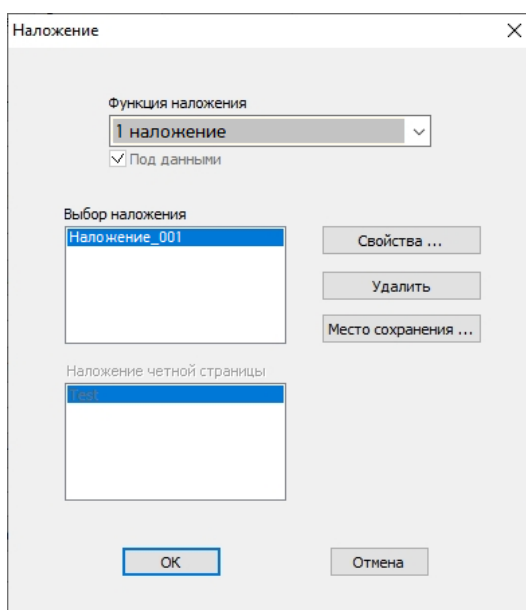 Наложение
Функция наложения
1 наложение
Под данными
Выбор наложения
Наложение_001
Свойства ...
Удалить
Место сохранения ...
Наложение четной страницы
Test
OK
Отмена